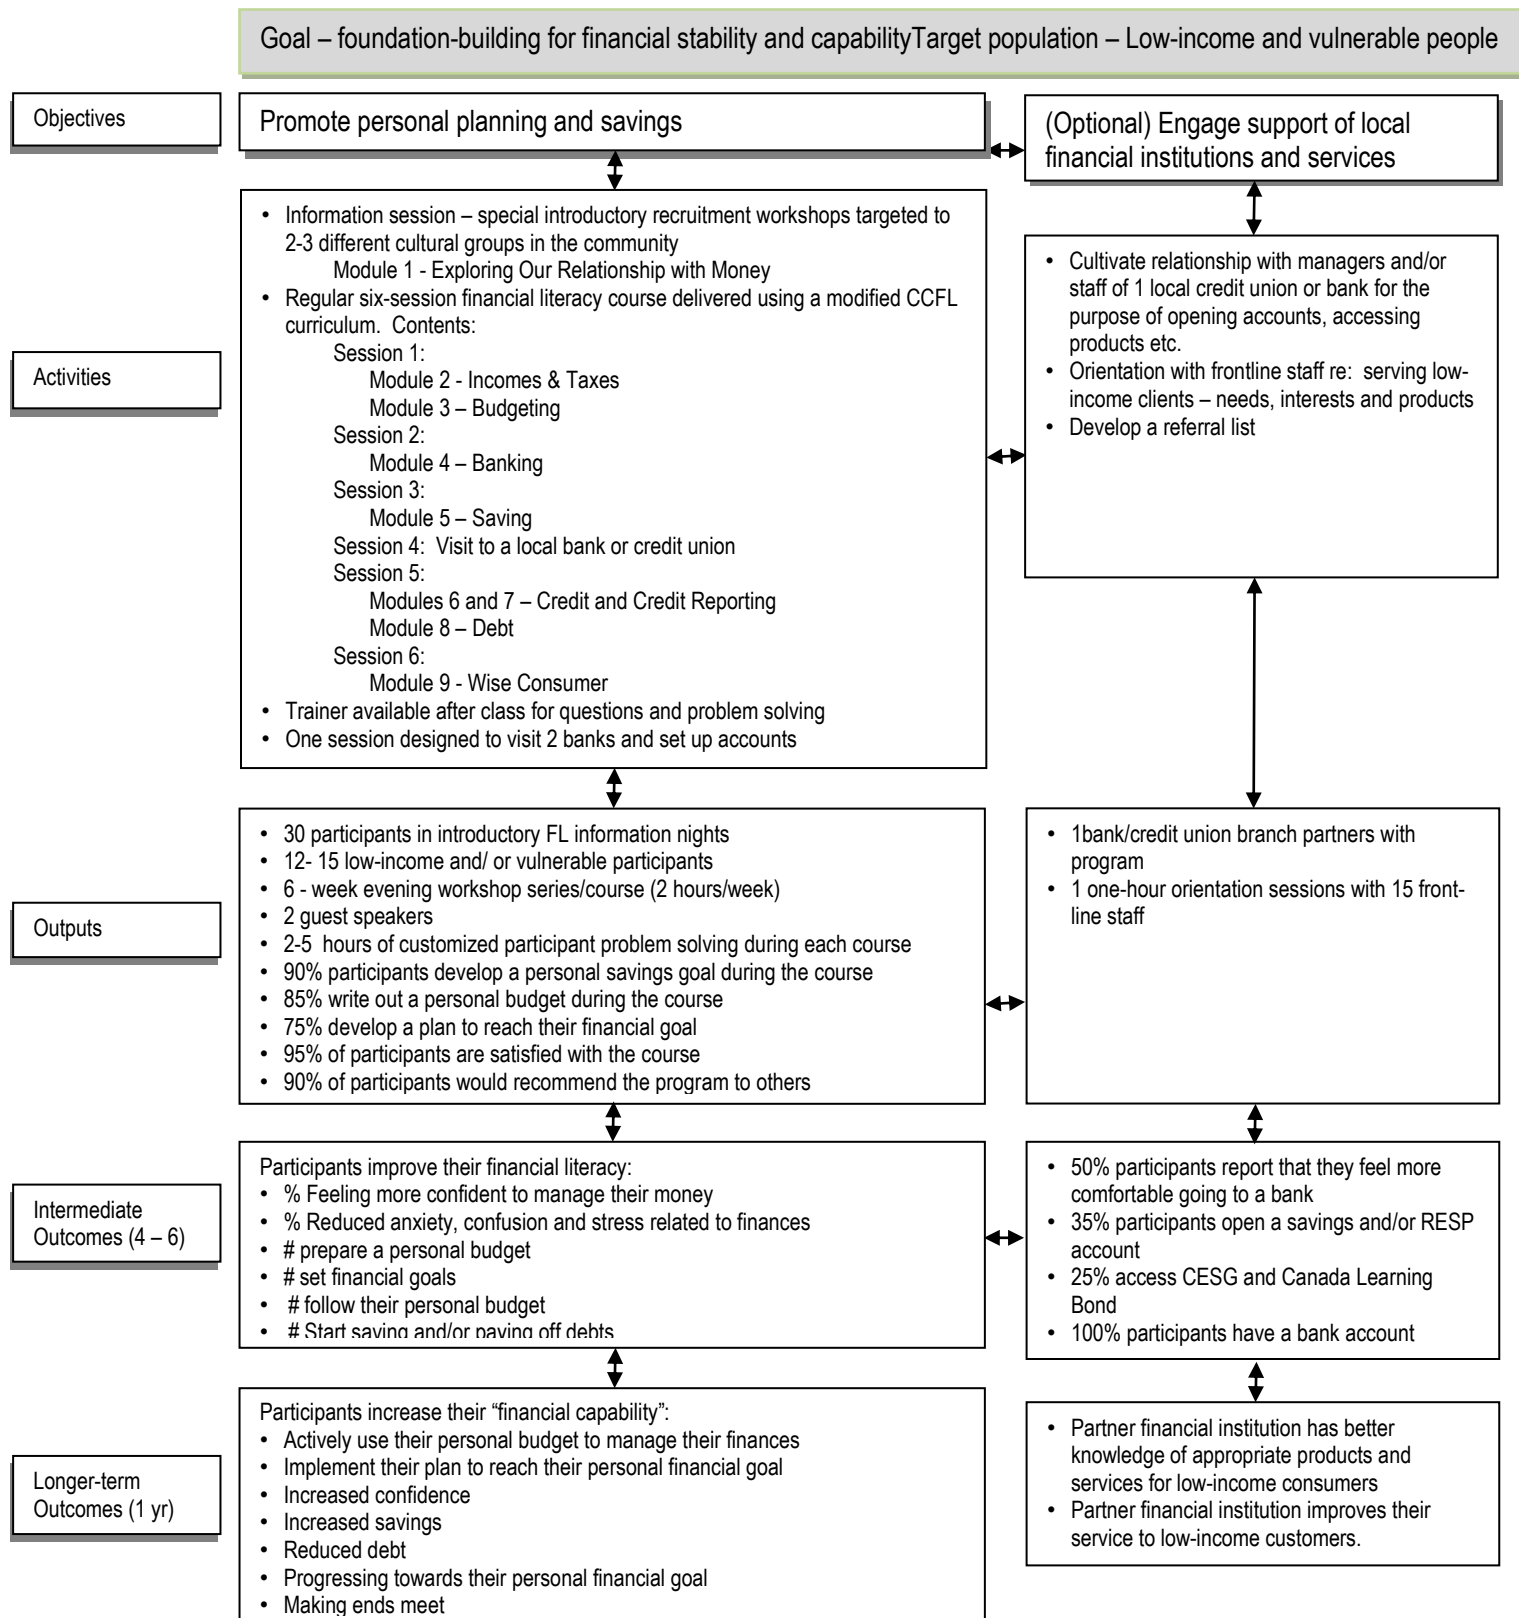 Goal – foundation-building for financial stability and capabilityTarget population – Low-income and vulnerable people
Objectives
Promote personal planning and savings
(Optional) Engage support of local
financial institutions and services
Activities
• Information session – special introductory recruitment workshops targeted to
2-3 different cultural groups in the community
Module 1 - Exploring Our Relationship with Money
• Regular six-session financial literacy course delivered using a modified CCFL
curriculum.  Contents:
Session 1:
Module 2 - Incomes & Taxes
Module 3 – Budgeting
Session 2:
Module 4 – Banking
Session 3:
Module 5 – Saving
Session 4:  Visit to a local bank or credit union
Session 5:
Modules 6 and 7 – Credit and Credit Reporting
Module 8 – Debt
Session 6:
Module 9 - Wise Consumer
• Trainer available after class for questions and problem solving
• One session designed to visit 2 banks and set up accounts
• Cultivate relationship with managers and/or
staff of 1 local credit union or bank for the
purpose of opening accounts, accessing
products etc.
• Orientation with frontline staff re:  serving low-
income clients – needs, interests and products
• Develop a referral list
Outputs
• 30 participants in introductory FL information nights
• 12- 15 low-income and/ or vulnerable participants
• 6 - week evening workshop series/course (2 hours/week)
• 2 guest speakers
• 2-5  hours of customized participant problem solving during each course
• 90% participants develop a personal savings goal during the course
• 85% write out a personal budget during the course
• 75% develop a plan to reach their financial goal
• 95% of participants are satisfied with the course
• 90% of participants would recommend the program to others
• 1bank/credit union branch partners with
program
• 1 one-hour orientation sessions with 15 front-
line staff
Intermediate
Outcomes (4 – 6)
Participants improve their financial literacy:
• % Feeling more confident to manage their money
• % Reduced anxiety, confusion and stress related to finances
• # prepare a personal budget
• # set financial goals
• # follow their personal budget
• # Start saving and/or paying off debts
• 50% participants report that they feel more
comfortable going to a bank
• 35% participants open a savings and/or RESP
account
• 25% access CESG and Canada Learning
Bond
• 100% participants have a bank account
Longer-term
Outcomes (1 yr)
Participants increase their “financial capability”:
• Actively use their personal budget to manage their finances
• Implement their plan to reach their personal financial goal
• Increased confidence
• Increased savings
• Reduced debt
• Progressing towards their personal financial goal
• Making ends meet
• Partner financial institution has better
knowledge of appropriate products and
services for low-income consumers
• Partner financial institution improves their
service to low-income customers.